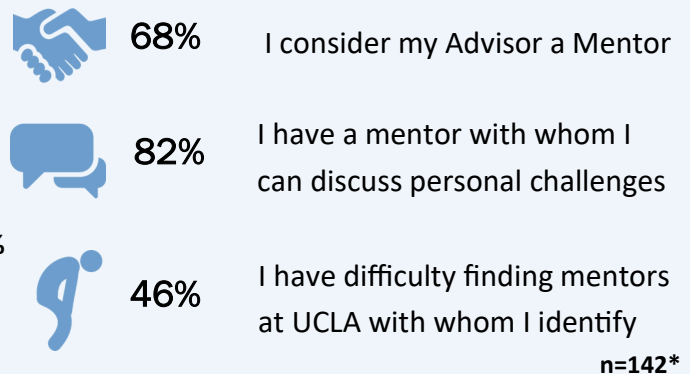 68%
I consider my Advisor a Mentor
82%
I have a mentor with whom I
can discuss personal challenges
%
46%
I have difficulty finding mentors
at UCLA with whom I identify
n=142*